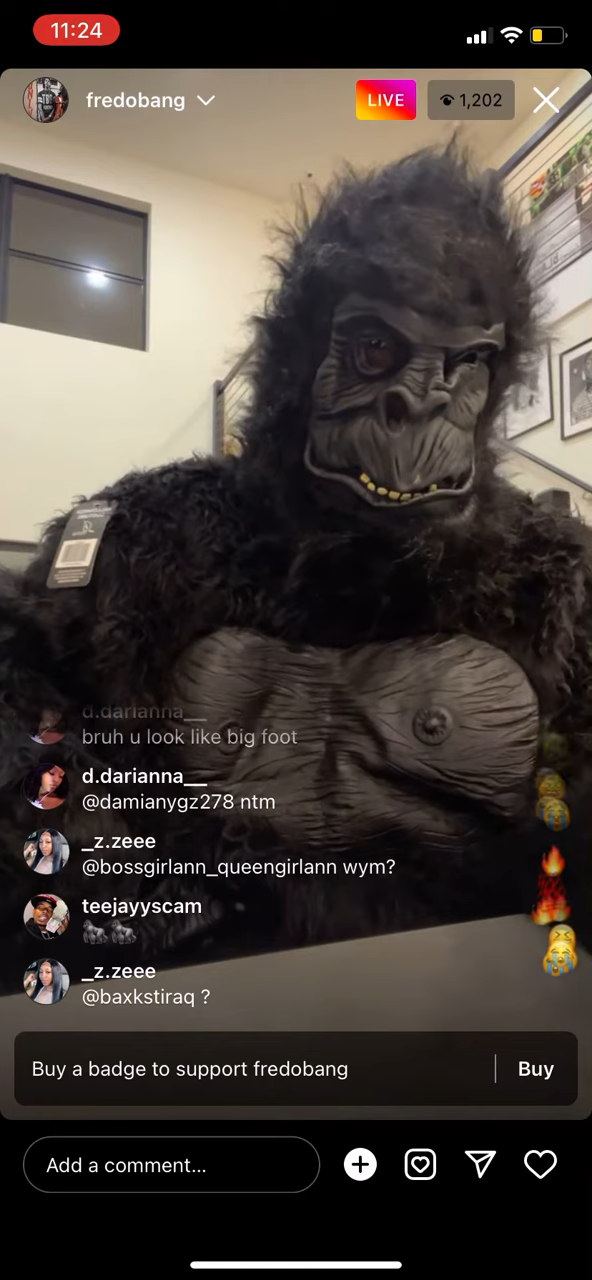 11:24
fredobang
LIVE
1,202
d.darianna__
bruh u look like big foot
d.darianna__
@damianygz278 ntm
_z.zeee
@bossgirlann_queengirlann wym?
teejayyscam
🦍🦍
_z.zeee
@baxkstiraq ?
Buy a badge to support fredobang
Buy
Add a comment...